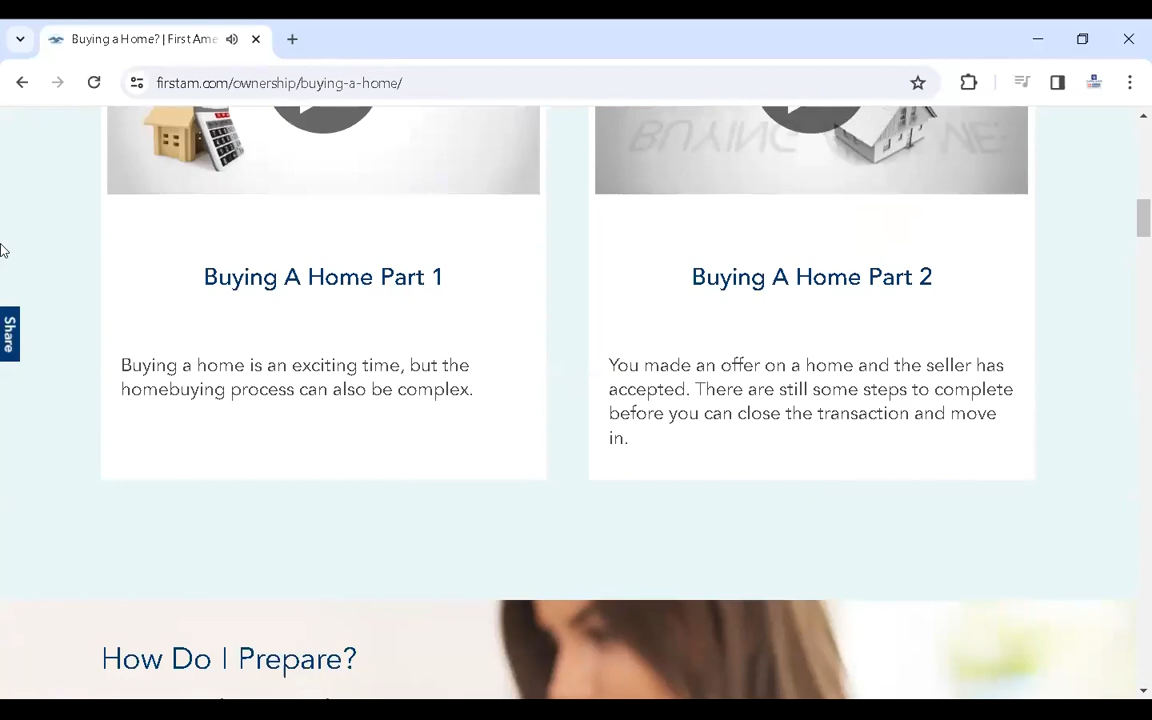 Buying a Home? | First Ame
firstam.com/ownership/buying-a-home/
BUYING
Buying A Home Part 1
Buying A Home Part 2
Buying a home is an exciting time, but the
homebuying process can also be complex.
You made an offer on a home and the seller has
accepted. There are still some steps to complete
before you can close the transaction and move
in.
Share
How Do I Prepare?